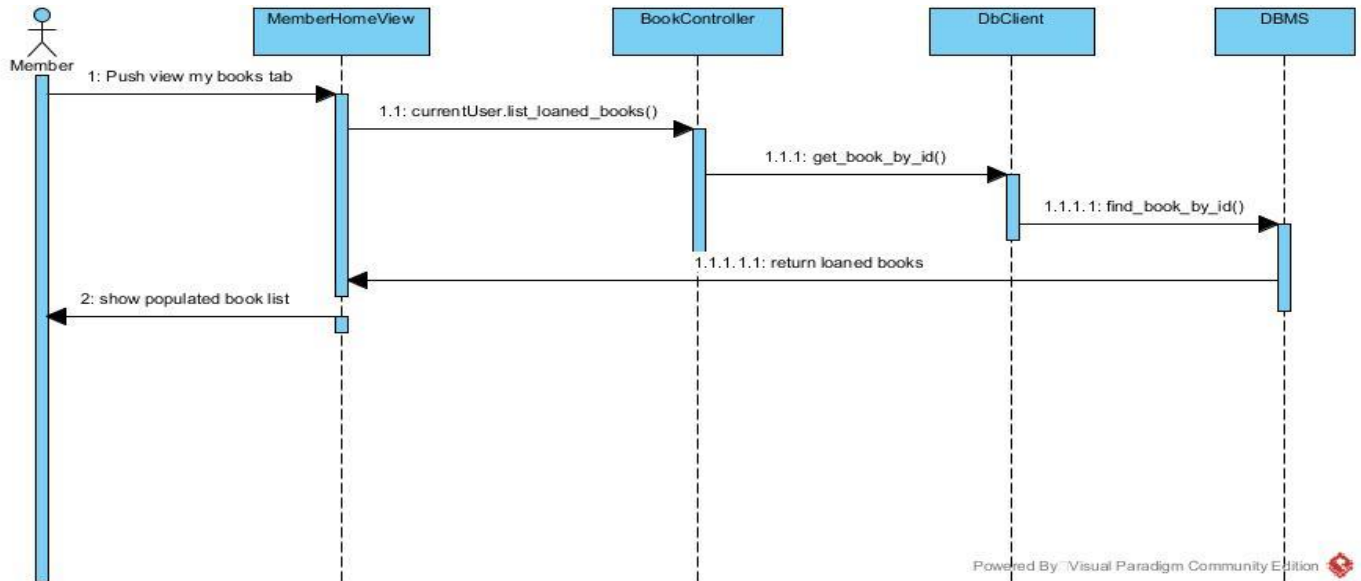 MemberHomeView
BookController
DbClient
DBMS
Member
1: Push view my books tab
1.1: currentUser.list_loaned_books()
1.1.1: get_book_by_id()
1.1.1.1: find_book_by_id()
1.1.1.1.1: return loaned books
2: show populated book list
Powered By Visual Paradigm Community Edition